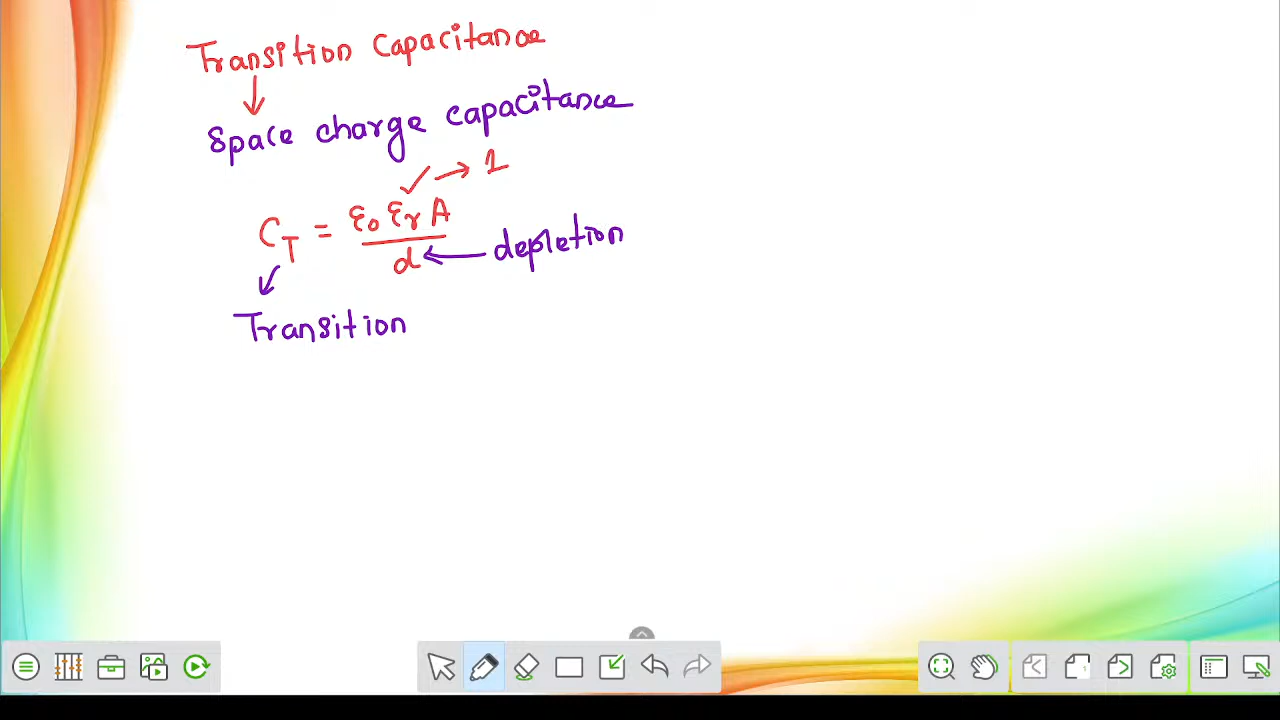 Transition Capacitance
Space charge capacitance
✓ → 1
C_T = ε₀ εᵣ A / d ← depletion
Transition